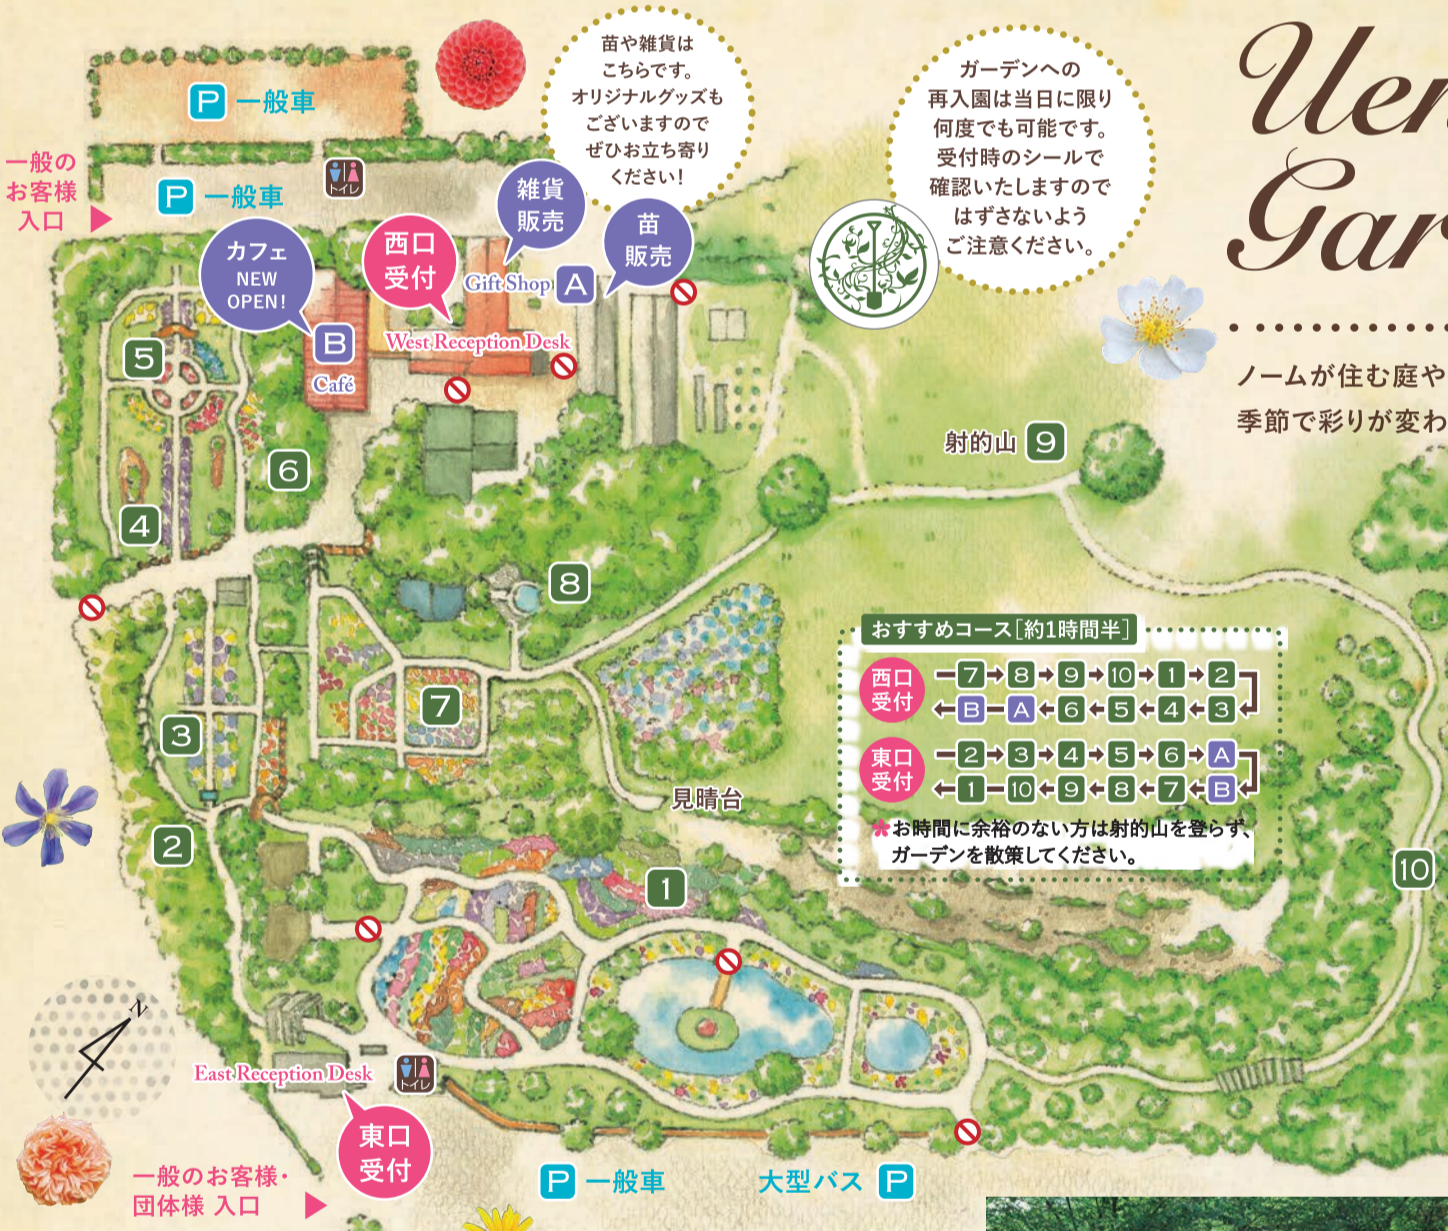 P 一般車
一般の
お客様
入口
P 一般車
トイレ
苗や雑貨は
こちらです。
オリジナルグッズも
ございますので
ぜひお立ち寄り
ください!
ガーデンへの
再入園は当日に限り
何度でも可能です。
受付時のシールで
確認いたしますので
はずさないよう
ご注意ください。
雑貨
販売
苗
販売
カフェ
NEW
OPEN!
西口
受付
Gift Shop A
West Reception Desk
B
Café
ノームが住む庭や
季節で彩りが変わ
射的山 9
5
6
4
8
7
3
2
見晴台
1
10
おすすめコース[約1時間半]
西口
受付
7 8 9 10 1 2
B A 6 5 4 3
東口
受付
2 3 4 5 6 A
1 10 9 8 7 B
お時間に余裕のない方は射的山を登らず、
ガーデンを散策してください。
N
East Reception Desk
トイレ
東口
受付
一般のお客様・
団体様 入口
P 一般車
大型バス P